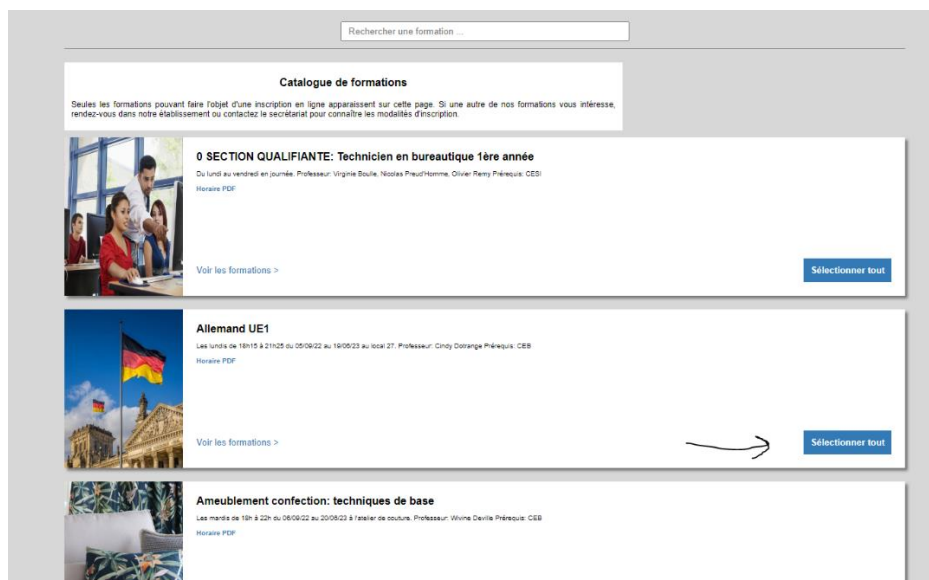 Rechercher une formation ...
Catalogue de formations
Seules les formations pouvant faire l'objet d'une inscription en ligne apparaissent sur cette page. Si une autre de nos formations vous intéresse,
rendez-vous dans notre établissement ou contactez le secrétariat pour connaître les modalités d'inscription.
0 SECTION QUALIFIANTE: Technicien en bureautique 1ère année
Du lundi au vendredi en journée. Professeur: Virginie Boulle, Nicolas Preud'Homme, Olivier Remy Prérequis: CESI
Horaire PDF
Voir les formations >
Sélectionner tout
Allemand UE1
Les lundis de 18h15 à 21h25 du 05/09/22 au 19/06/23 au local 27. Professeur: Cindy Dotrange Prérequis: CEB
Horaire PDF
Voir les formations >
Sélectionner tout
Ameublement confection: techniques de base
Les mardis de 18h à 22h du 06/09/22 au 20/06/23 à l'atelier de couture. Professeur: Wivine Deville Prérequis: CEB
Horaire PDF